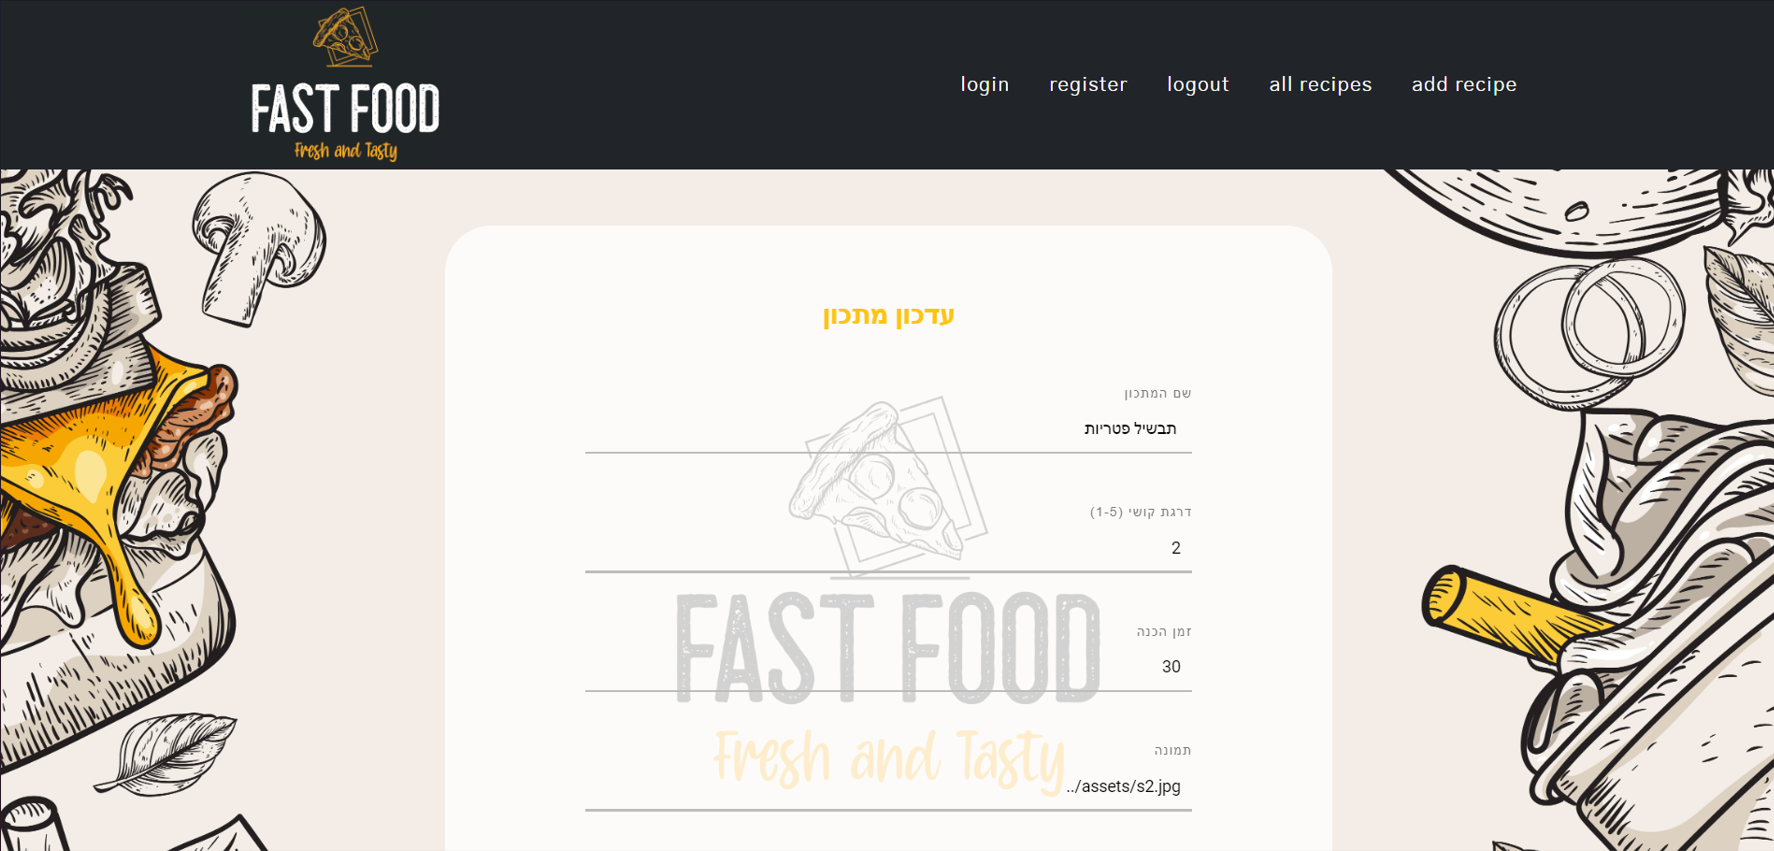 FAST FOOD
Fresh and Tasty
login register logout all recipes add recipe
עדכון מתכון
שם המתכון
תבשיל פטריות
דרגת קושי (1-5)
2
זמן הכנה
30
תמונה
../assets/s2.jpg
FAST FOOD
Fresh and Tasty